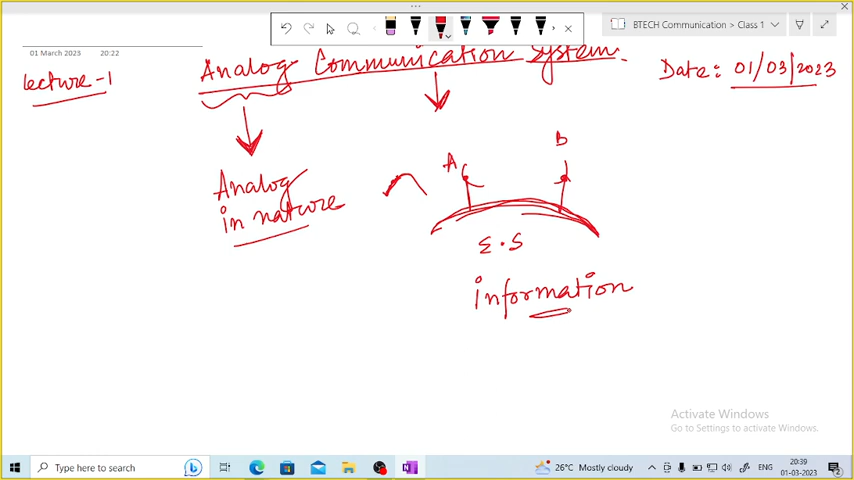 BTECH Communication > Class 1
01 March 2023 20:22
Lecture-1
Analog Communication System.
Date: 01/03/2023
B
A
Analog
in nature
E.S
information
Activate Windows
Go to Settings to activate Windows.
Type here to search
26°C Mostly cloudy
ENG
20:39
01-03-2023
2